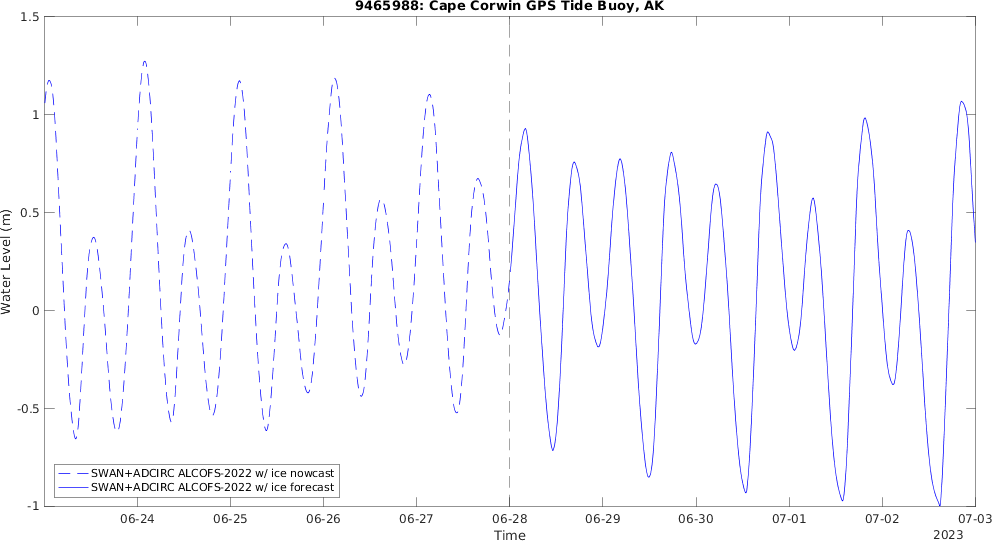 9465988: Cape Corwin GPS Tide Buoy, AK
1.5
1
0.5
0
-0.5
-1
Water Level (m)
SWAN+ADCIRC ALCOFS-2022 w/ ice nowcast
SWAN+ADCIRC ALCOFS-2022 w/ ice forecast
06-24 06-25 06-26 06-27 06-28 06-29 06-30 07-01 07-02 07-03
Time
2023